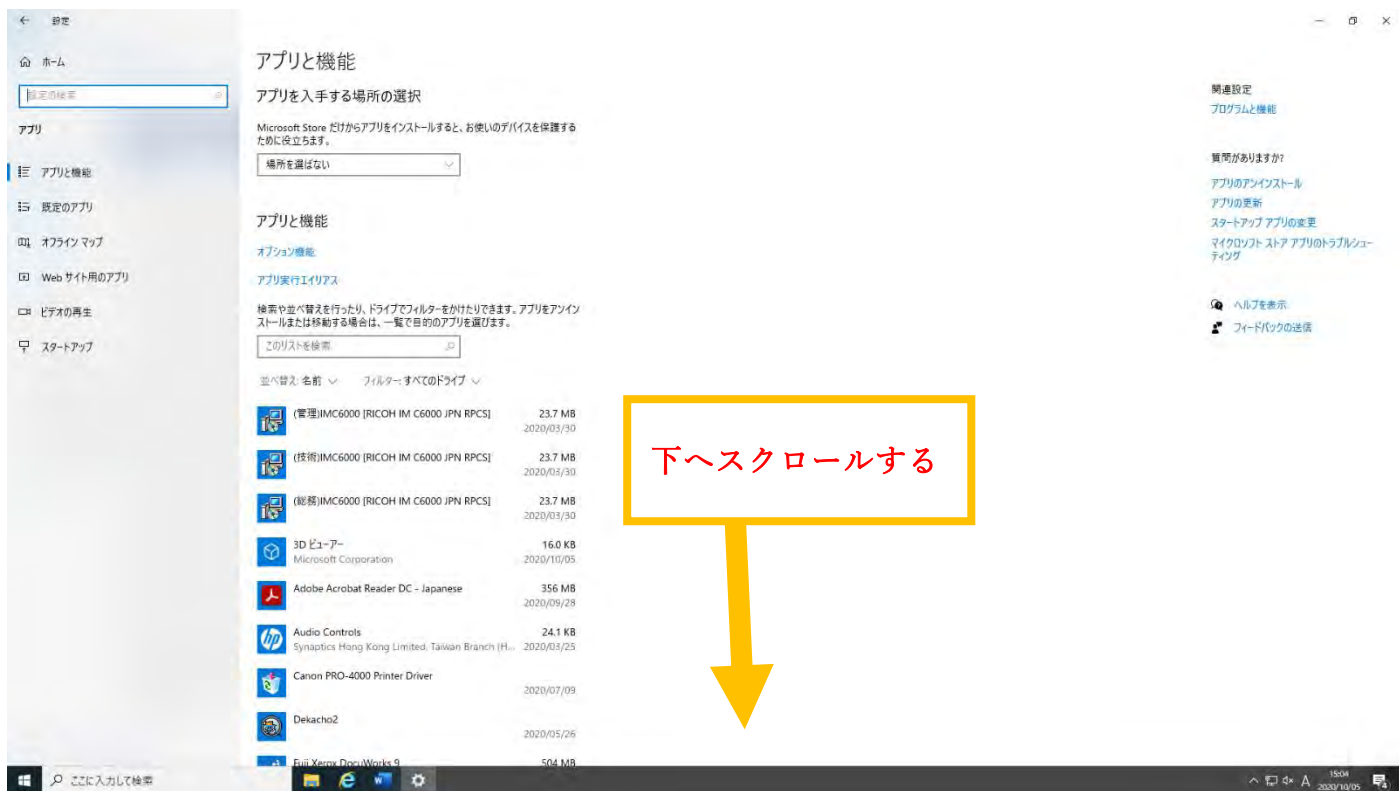 設定
ホーム
設定の検索
アプリ
アプリと機能
既定のアプリ
オフライン マップ
Web サイト用のアプリ
ビデオの再生
スタートアップ
アプリと機能
アプリを入手する場所の選択
Microsoft Store だけからアプリをインストールすると、お使いのデバイスを保護する
ために役立ちます。
場所を選ばない
アプリと機能
オプション機能
アプリ実行エイリアス
検索や並べ替えを行ったり、ドライブでフィルターをかけたりできます。アプリをアンイン
ストールまたは移動する場合は、一覧で目的のアプリを選びます。
このリストを検索
並べ替え: 名前 フィルター: すべてのドライブ
(管理)IMC6000 [RICOH IM C6000 JPN RPCS] 23.7 MB
2020/03/30
(技術)IMC6000 [RICOH IM C6000 JPN RPCS] 23.7 MB
2020/03/30
(総務)IMC6000 [RICOH IM C6000 JPN RPCS] 23.7 MB
2020/03/30
3D ビューアー 16.0 KB
Microsoft Corporation 2020/10/05
Adobe Acrobat Reader DC - Japanese 356 MB
2020/09/28
Audio Controls 24.1 KB
Synaptics Hong Kong Limited, Taiwan Branch (H... 2020/03/25
Canon PRO-4000 Printer Driver
2020/07/09
Dekacho2
2020/05/26
Fuji Xerox DocuWorks 9 504 MB
下へスクロールする
関連設定
プログラムと機能
質問がありますか?
アプリのアンインストール
アプリの更新
スタートアップ アプリの変更
マイクロソフト ストア アプリのトラブルシュー
ティング
ヘルプを表示
フィードバックの送信
ここに入力して検索
A
15:04
2020/10/05
4